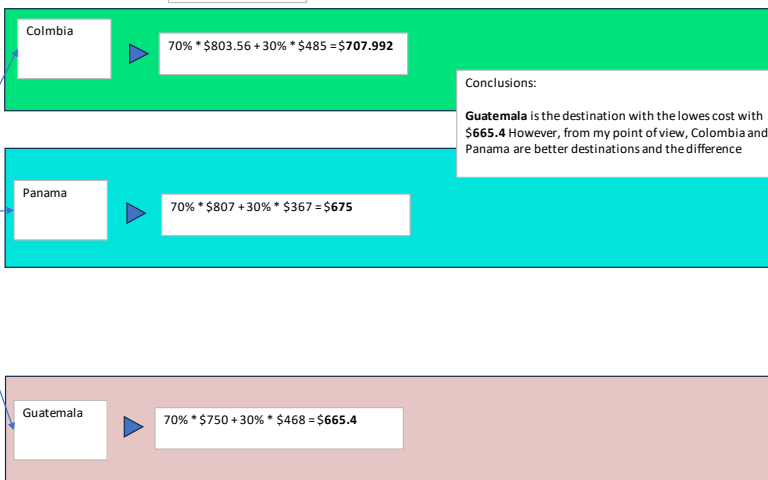 Colmbia
70% * $803.56 + 30% * $485 = $707.992
Conclusions:
Guatemala is the destination with the lowes cost with
$665.4 However, from my point of view, Colombia and
Panama are better destinations and the difference
Panama
70% * $807 + 30% * $367 = $675
Guatemala
70% * $750 + 30% * $468 = $665.4